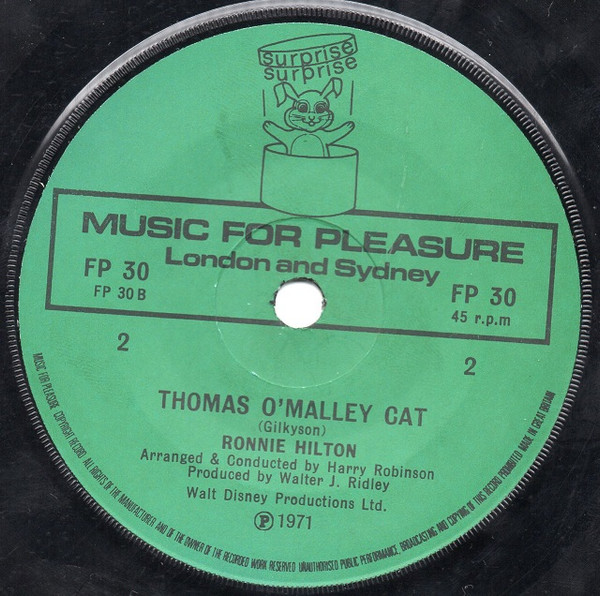 surprise
surprise
MUSIC FOR PLEASURE
London and Sydney
FP 30
FP 30 B
FP 30
45 r.p.m
2
2
THOMAS O'MALLEY CAT
(Gilkyson)
RONNIE HILTON
Arranged & Conducted by Harry Robinson
Produced by Walter J. Ridley
Walt Disney Productions Ltd.
Ⓟ 1971
MUSIC FOR PLEASURE COPYRIGHT RECORD. ALL RIGHTS OF THE MANUFACTURER AND OF THE OWNER OF THE RECORDED WORK RESERVED UNAUTHORISED PUBLIC PERFORMANCE, BROADCASTING AND COPYING OF THIS RECORD PROHIBITED MADE IN GREAT BRITAIN